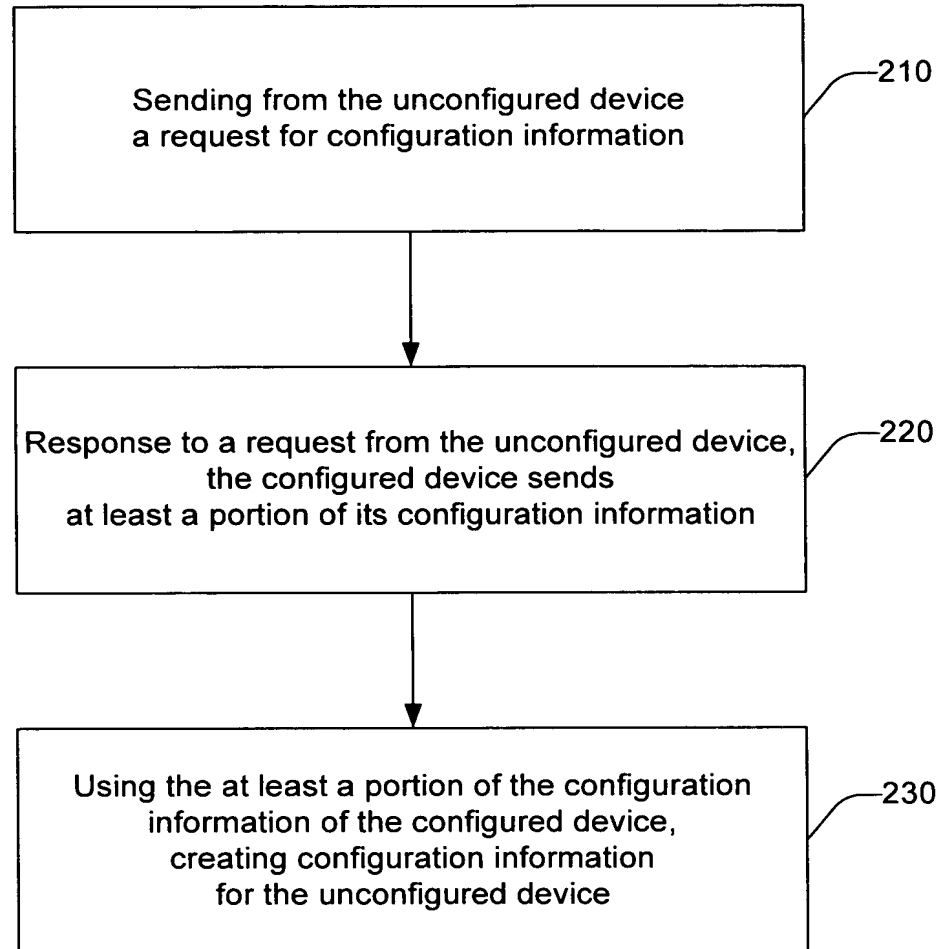 Sending from the unconfigured device
a request for configuration information
210
Response to a request from the unconfigured device,
the configured device sends
at least a portion of its configuration information
220
Using the at least a portion of the configuration
information of the configured device,
creating configuration information
for the unconfigured device
230